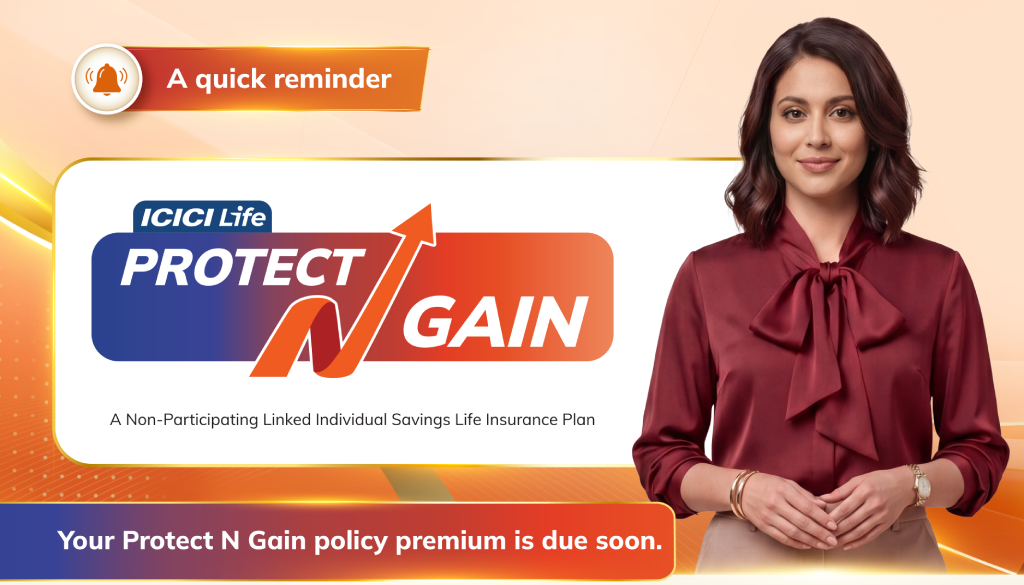 A quick reminder
ICICI Life
PROTECT
N GAIN
A Non-Participating Linked Individual Savings Life Insurance Plan
Your Protect N Gain policy premium is due soon.